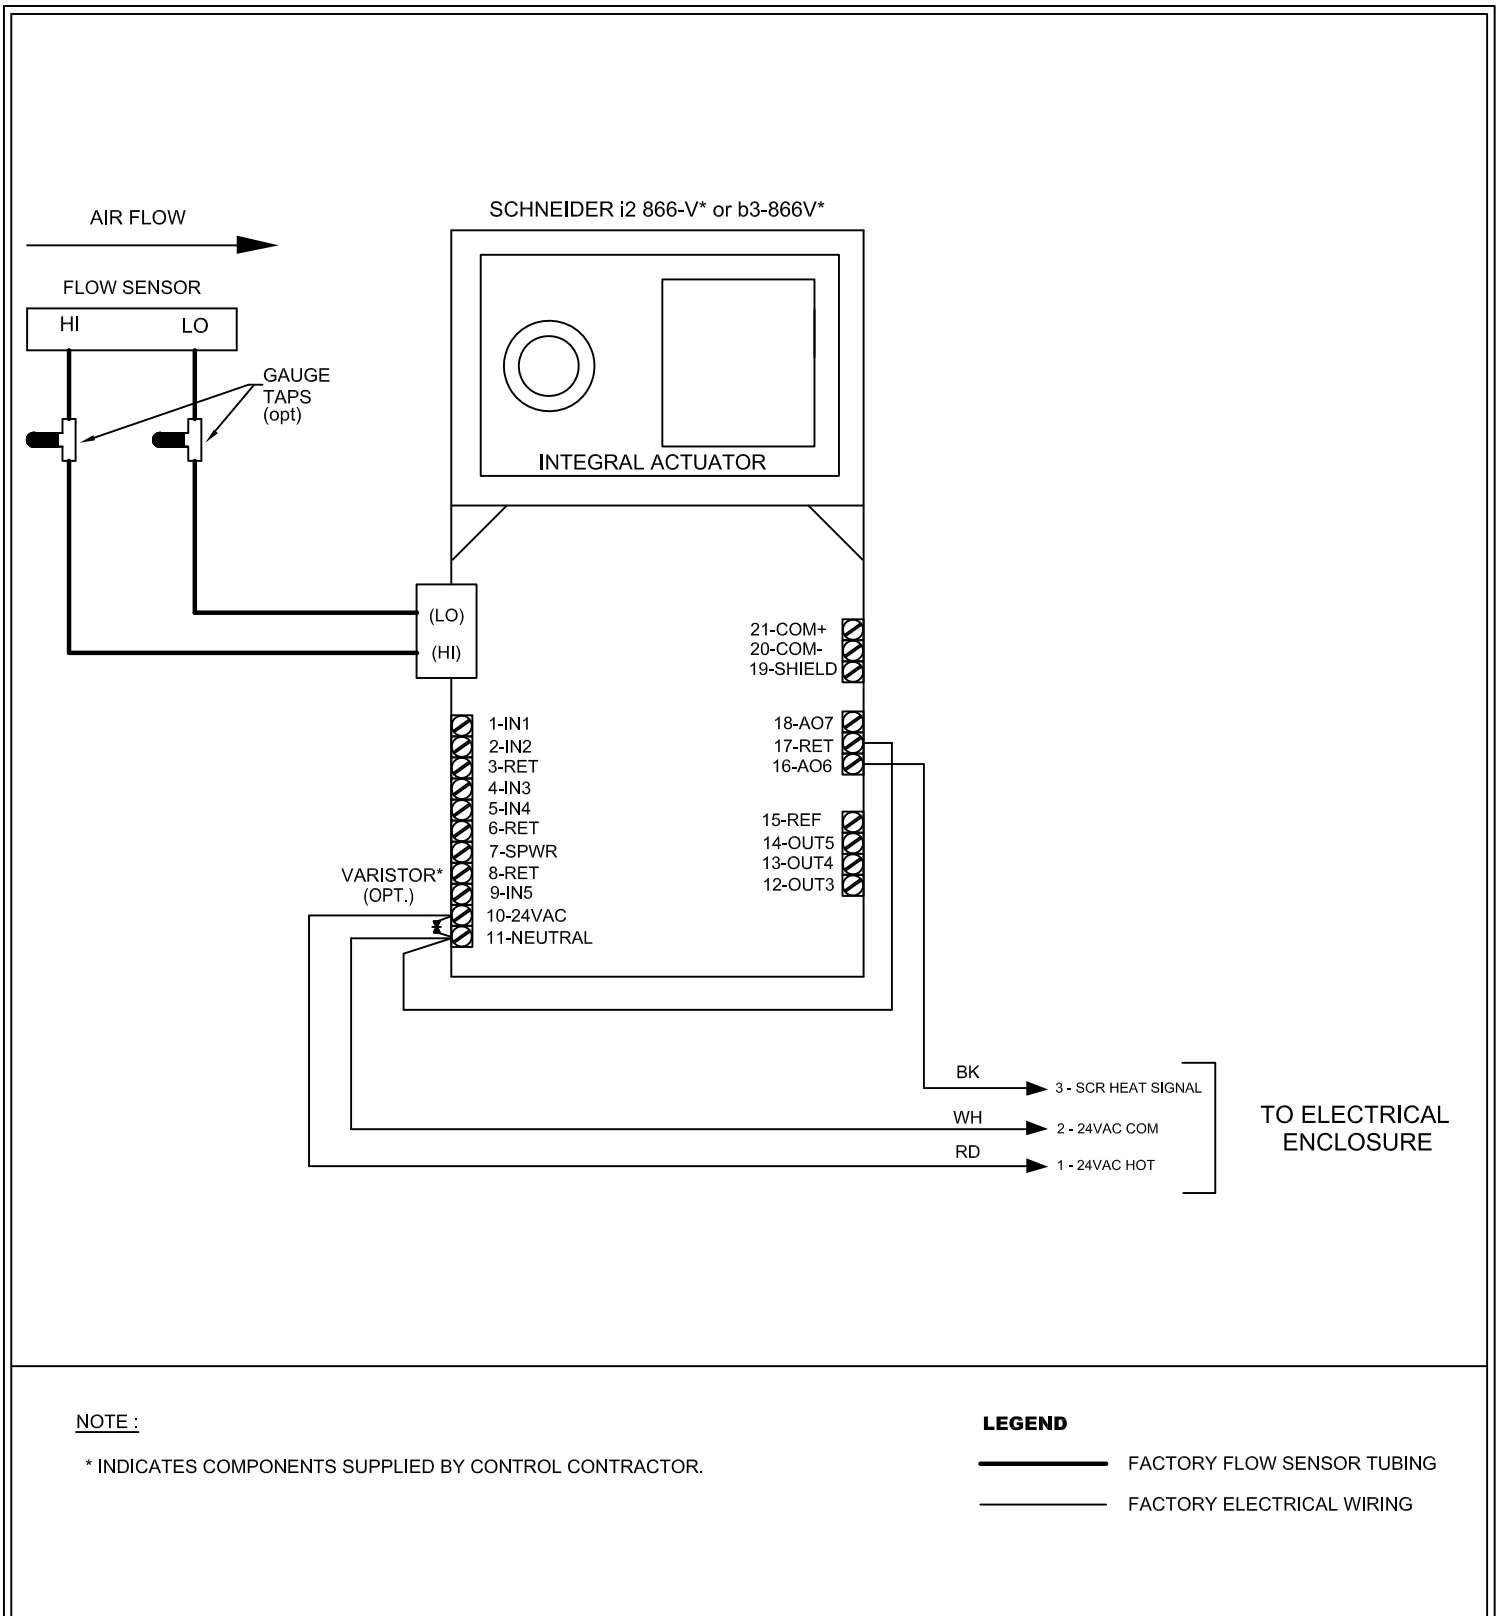 SCHNEIDER i2 866-V* or b3-866V*
AIR FLOW
FLOW SENSOR
HI
LO
GAUGE
TAPS
(opt)
INTEGRAL ACTUATOR
(LO)
(HI)
21-COM+
20-COM-
19-SHIELD
1-IN1
2-IN2
3-RET
4-IN3
5-IN4
6-RET
7-SPWR
8-RET
9-IN5
10-24VAC
11-NEUTRAL
18-AO7
17-RET
16-AO6
15-REF
14-OUT5
13-OUT4
12-OUT3
VARISTOR*
(OPT.)
BK
3 - SCR HEAT SIGNAL
WH
2 - 24VAC COM
RD
1 - 24VAC HOT
TO ELECTRICAL
ENCLOSURE
NOTE :
* INDICATES COMPONENTS SUPPLIED BY CONTROL CONTRACTOR.
LEGEND
FACTORY FLOW SENSOR TUBING
FACTORY ELECTRICAL WIRING